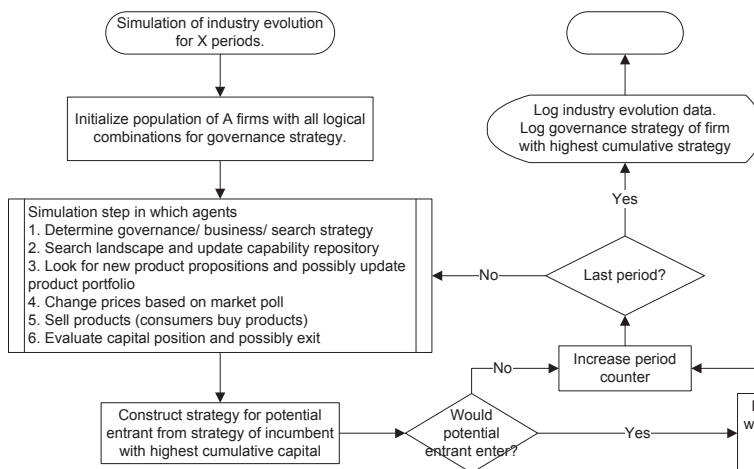 Simulation of industry evolution
for X periods.
Initialize population of A firms with all logical
combinations for governance strategy.
Simulation step in which agents
1. Determine governance/ business/ search strategy
2. Search landscape and update capability repository
3. Look for new product propositions and possibly update
product portfolio
4. Change prices based on market poll
5. Sell products (consumers buy products)
6. Evaluate capital position and possibly exit
Construct strategy for potential
entrant from strategy of incumbent
with highest cumulative capital
Would
potential
entrant enter?
No
Yes
Increase period
counter
Last period?
No
Yes
Log industry evolution data.
Log governance strategy of firm
with highest cumulative strategy